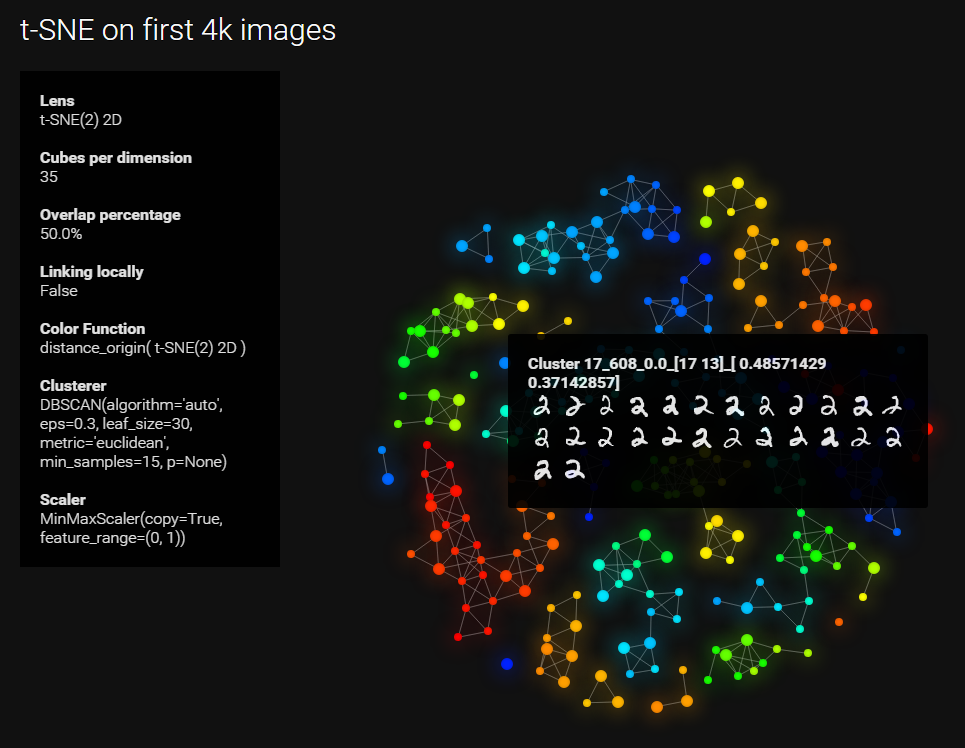 t-SNE on first 4k images
Lens
t-SNE(2) 2D
Cubes per dimension
35
Overlap percentage
50.0%
Linking locally
False
Color Function
distance_origin( t-SNE(2) 2D )
Clusterer
DBSCAN(algorithm='auto',
eps=0.3, leaf_size=30,
metric='euclidean',
min_samples=15, p=None)
Scaler
MinMaxScaler(copy=True,
feature_range=(0, 1))
Cluster 17_608_0.0_[17 13]_[ 0.48571429
0.37142857]
2 2 2 2 2 2 2 2 2 2 2 2
2 2 2 2 2 2 2 2 2 2 2 2
2 2